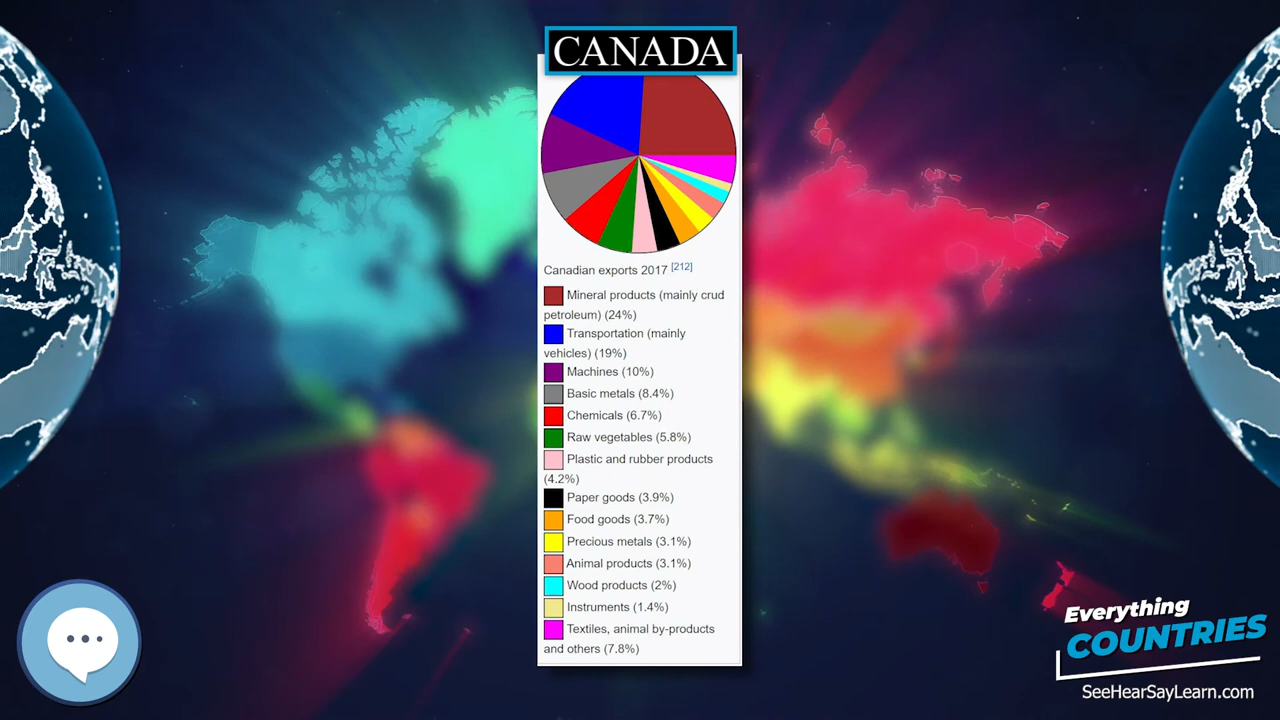 CANADA
Canadian exports 2017 [212]
Mineral products (mainly crud
petroleum) (24%)
Transportation (mainly
vehicles) (19%)
Machines (10%)
Basic metals (8.4%)
Chemicals (6.7%)
Raw vegetables (5.8%)
Plastic and rubber products
(4.2%)
Paper goods (3.9%)
Food goods (3.7%)
Precious metals (3.1%)
Animal products (3.1%)
Wood products (2%)
Instruments (1.4%)
Textiles, animal by-products
and others (7.8%)
Everything
COUNTRIES
SeeHearSayLearn.com